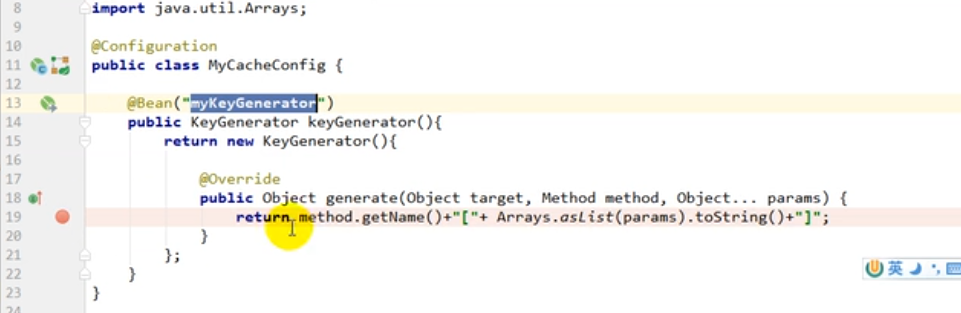 8 import java.util.Arrays;
9
10 @Configuration
11 public class MyCacheConfig {
12
13 @Bean("myKeyGenerator")
14 public KeyGenerator keyGenerator(){
15 return new KeyGenerator(){
16
17 @Override
18 public Object generate(Object target, Method method, Object... params) {
19 return method.getName()+"["+ Arrays.asList(params).toString()+"]";
20 }
21 };
22 }
23 }
24
英